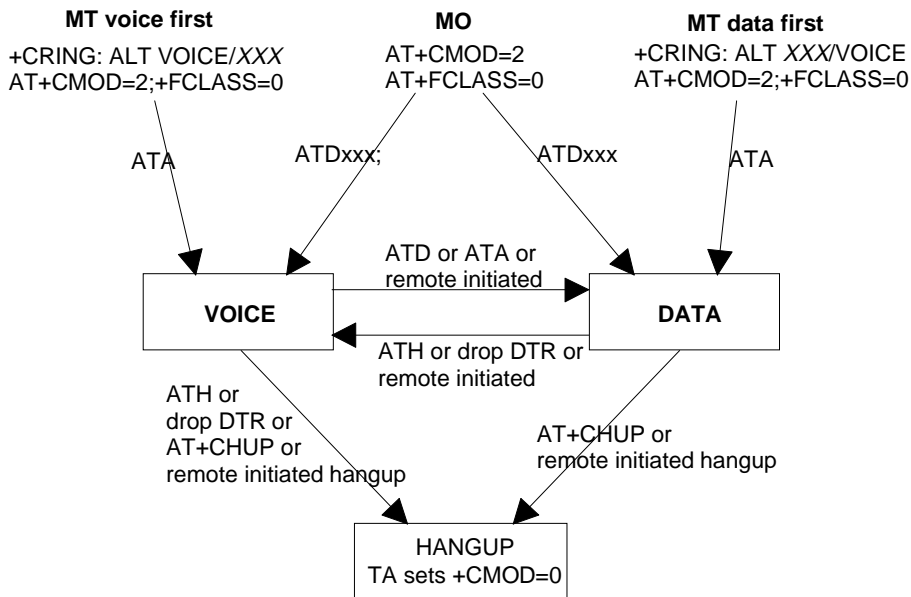 MT voice first
+CRING: ALT VOICE/XXX
AT+CMOD=2;+FCLASS=0
MO
AT+CMOD=2
AT+FCLASS=0
MT data first
+CRING: ALT XXX/VOICE
AT+CMOD=2;+FCLASS=0
ATA
ATDxxx;
ATDxxx
ATA
ATD or ATA or
remote initiated
VOICE
DATA
ATH or drop DTR or
remote initiated
ATH or
drop DTR or
AT+CHUP or
remote initiated hangup
AT+CHUP or
remote initiated hangup
HANGUP
TA sets +CMOD=0